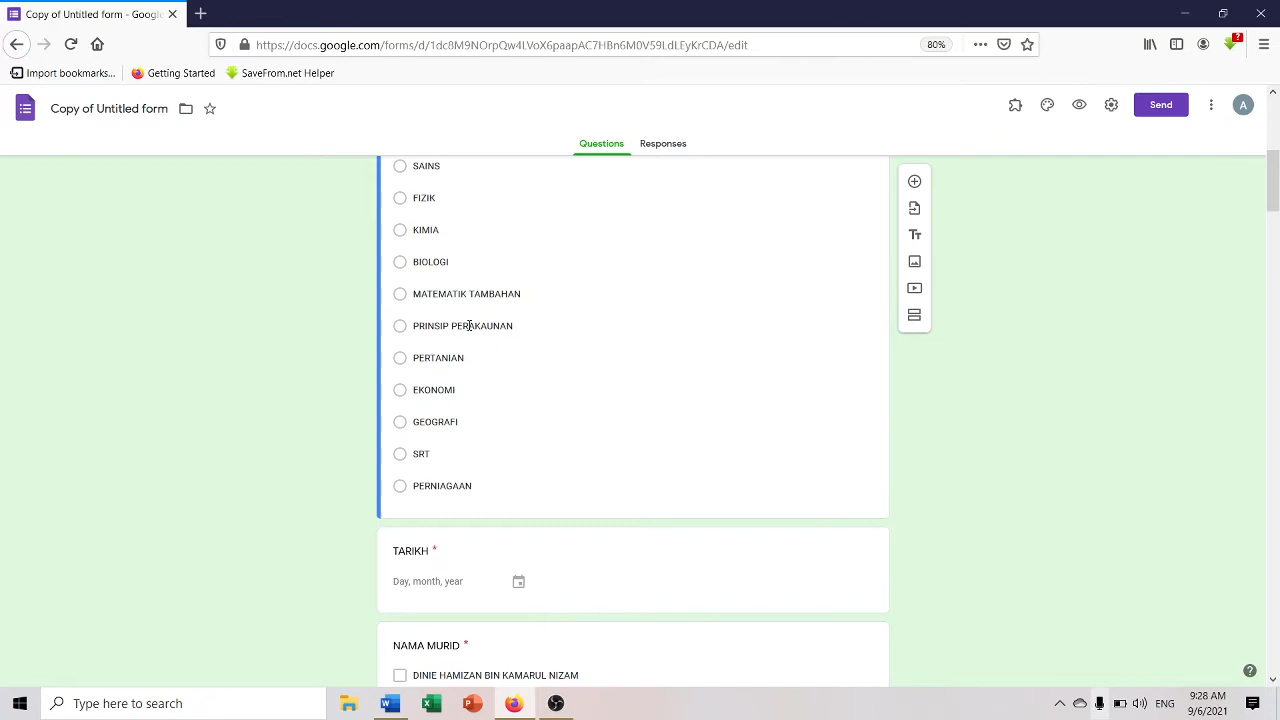 Copy of Untitled form - Googl
https://docs.google.com/forms/d/1dc8M9NOrpQw4LVoX6paapAC7HBn6M0V59LdLEyKrCDA/edit
80%
Import bookmarks...
Getting Started
SaveFrom.net Helper
Copy of Untitled form
Send
A
Questions
Responses
SAINS
FIZIK
KIMIA
BIOLOGI
MATEMATIK TAMBAHAN
PRINSIP PERAKAUNAN
PERTANIAN
EKONOMI
GEOGRAFI
SRT
PERNIAGAAN
TARIKH *
Day, month, year
NAMA MURID *
DINIE HAMIZAN BIN KAMARUL NIZAM
Type here to search
ENG
9:28 AM
9/6/2021